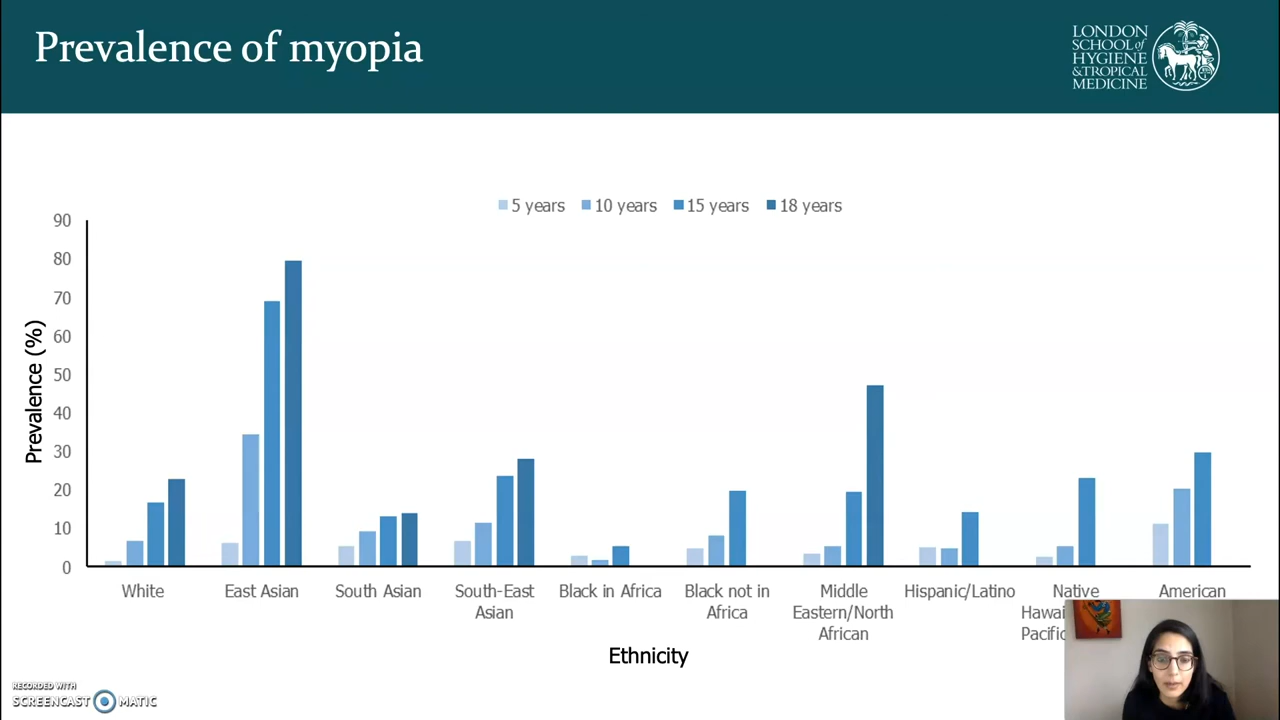 Prevalence of myopia
LONDON
SCHOOL of
HYGIENE
& TROPICAL
MEDICINE
5 years 10 years 15 years 18 years
90
80
70
60
50
40
30
20
10
0
Prevalence (%)
White East Asian South Asian South-East Black in Africa Black not in Middle Hispanic/Latino Native American
Asian Africa Eastern/North Hawai
African Pacific
Ethnicity
RECORDED WITH
SCREENCAST MATIC